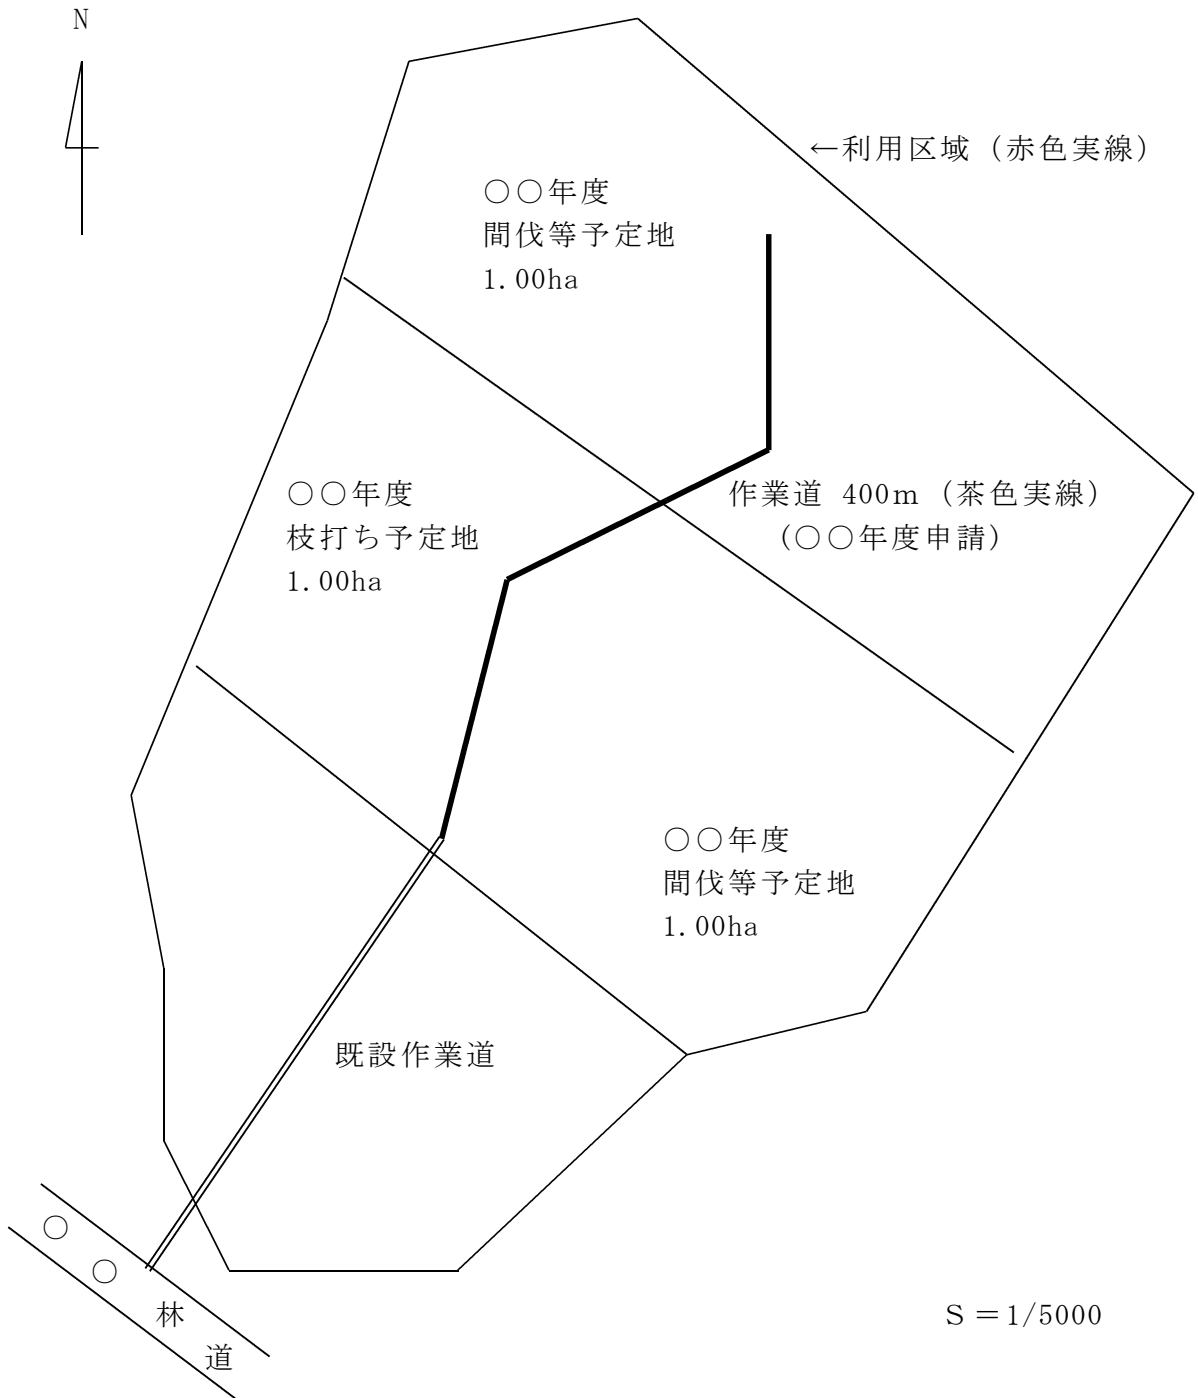 N
←利用区域（赤色実線）
○○年度
間伐等予定地
1.00ha
○○年度
枝打ち予定地
1.00ha
作業道 400m（茶色実線）
（○○年度申請）
○○年度
間伐等予定地
1.00ha
既設作業道
○○林道
S＝1/5000